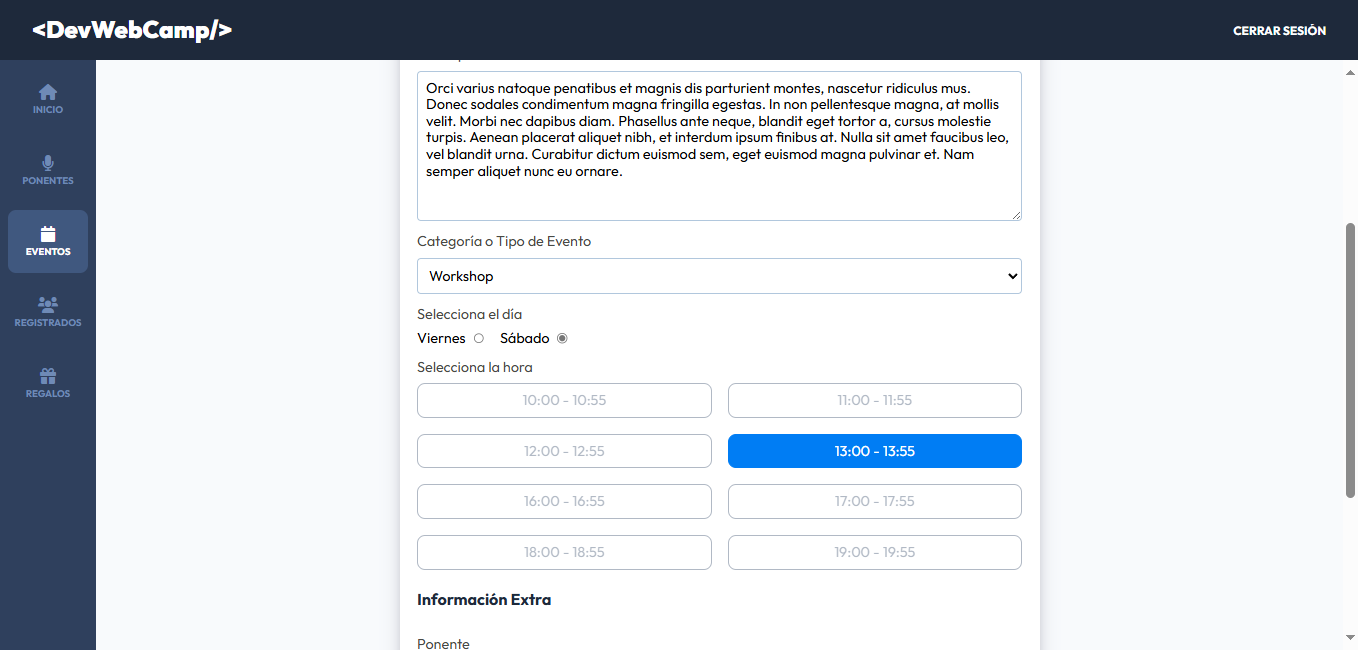 <DevWebCamp/>
CERRAR SESIÓN
INICIO
PONENTES
EVENTOS
REGISTRADOS
REGALOS
Orci varius natoque penatibus et magnis dis parturient montes, nascetur ridiculus mus.
Donec sodales condimentum magna fringilla egestas. In non pellentesque magna, at mollis
velit. Morbi nec dapibus diam. Phasellus ante neque, blandit eget tortor a, cursus molestie
turpis. Aenean placerat aliquet nibh, et interdum ipsum finibus at. Nulla sit amet faucibus leo,
vel blandit urna. Curabitur dictum euismod sem, eget euismod magna pulvinar et. Nam
semper aliquet nunc eu ornare.
Categoría o Tipo de Evento
Workshop
Selecciona el día
Viernes Sábado
Selecciona la hora
10:00 - 10:55 11:00 - 11:55
12:00 - 12:55 13:00 - 13:55
16:00 - 16:55 17:00 - 17:55
18:00 - 18:55 19:00 - 19:55
Información Extra
Ponente